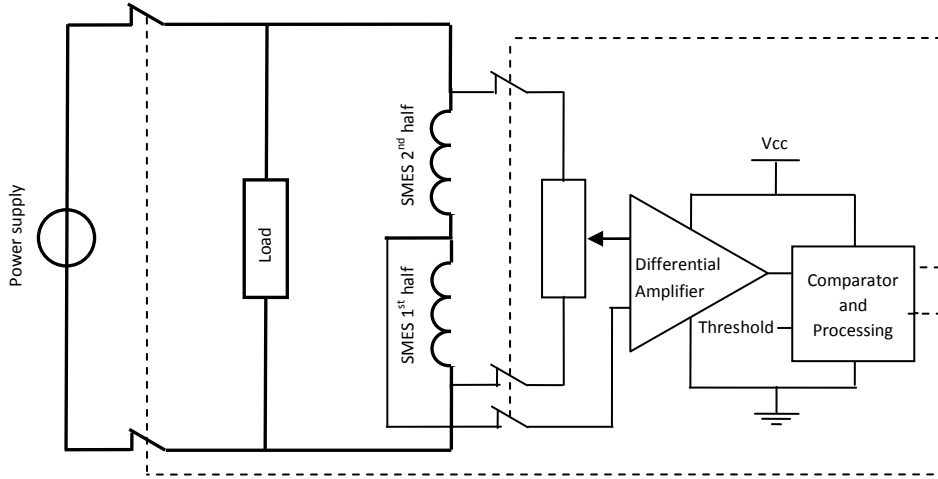 Power supply
Load
SMES 2nd half
SMES 1st half
Vcc
Differential
Amplifier
Threshold
Comparator
and
Processing